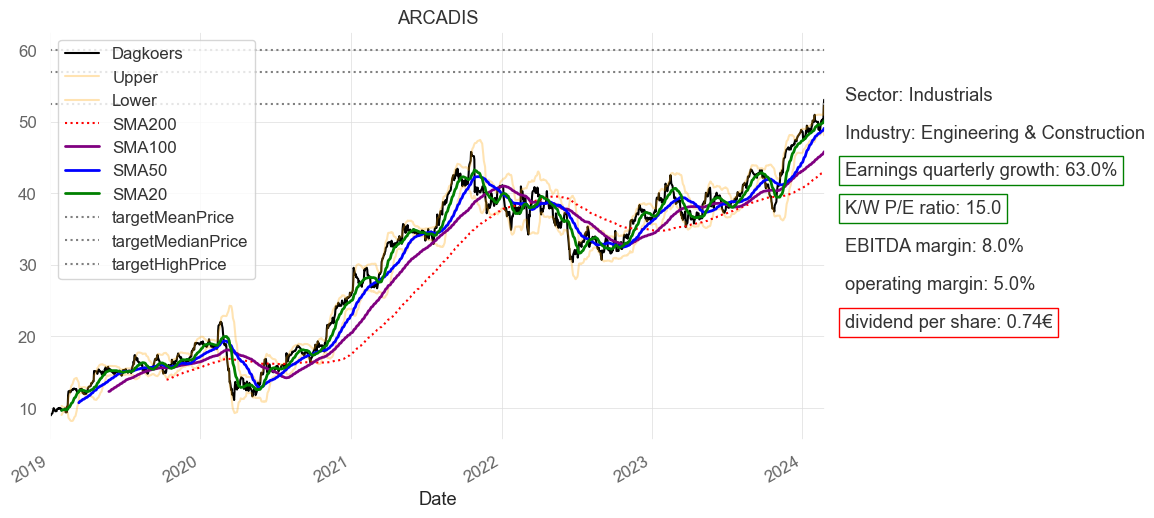 ARCADIS
60
50
40
30
20
10
Dagkoers
Upper
Lower
SMA200
SMA100
SMA50
SMA20
targetMeanPrice
targetMedianPrice
targetHighPrice
2019
2020
2021
2022
2023
2024
Date
Sector: Industrials
Industry: Engineering & Construction
Earnings quarterly growth: 63.0%
K/W P/E ratio: 15.0
EBITDA margin: 8.0%
operating margin: 5.0%
dividend per share: 0.74€